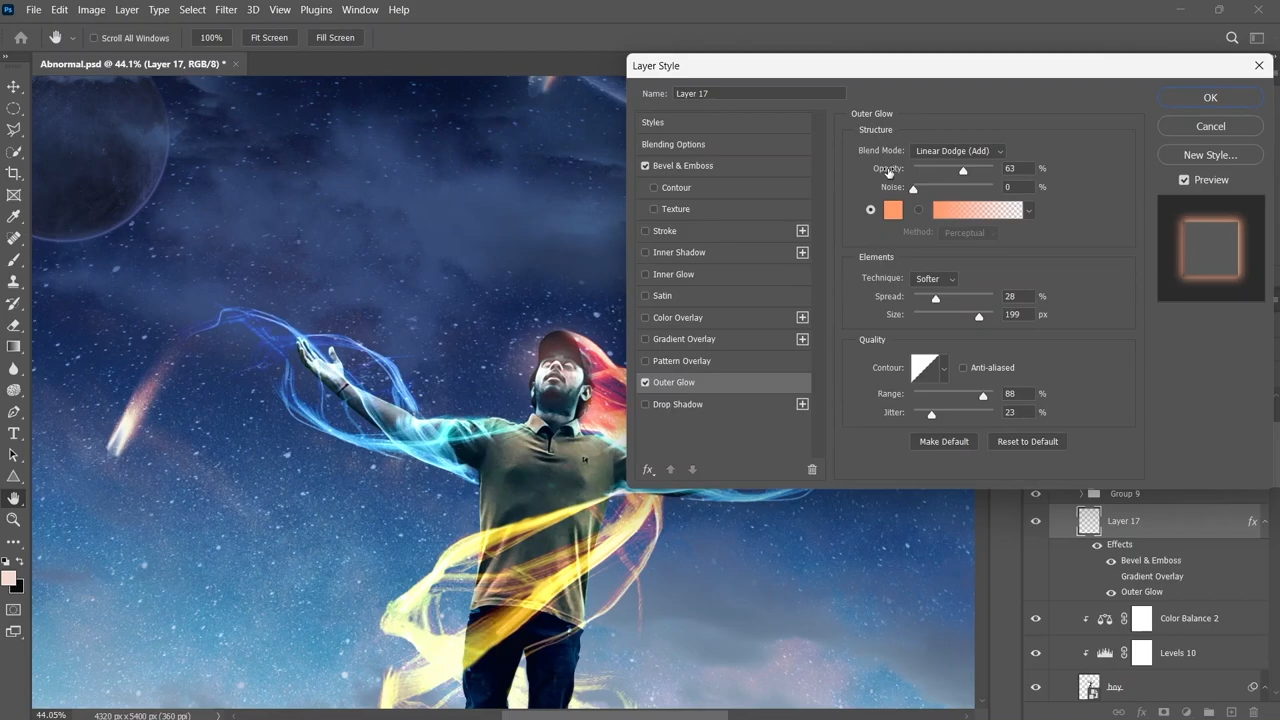 Ps File Edit Image Layer Type Select Filter 3D View Plugins Window Help
Scroll All Windows 100% Fit Screen Fill Screen
Abnormal.psd @ 44.1% (Layer 17, RGB/8) *
Layer Style
Name: Layer 17
Styles
Blending Options
Bevel & Emboss
Contour
Texture
Stroke
Inner Shadow
Inner Glow
Satin
Color Overlay
Gradient Overlay
Pattern Overlay
Outer Glow
Drop Shadow
fx
Outer Glow
Structure
Blend Mode: Linear Dodge (Add)
Opacity: 63 %
Noise: 0 %
Method: Perceptual
Elements
Technique: Softer
Spread: 28 %
Size: 199 px
Quality
Contour: Anti-aliased
Range: 88 %
Jitter: 23 %
Make Default Reset to Default
OK
Cancel
New Style...
Preview
Group 9
Layer 17 fx
Effects
Bevel & Emboss
Gradient Overlay
Outer Glow
Color Balance 2
Levels 10
boy
fx
44.05% 4320 px x 5400 px (360 ppi)